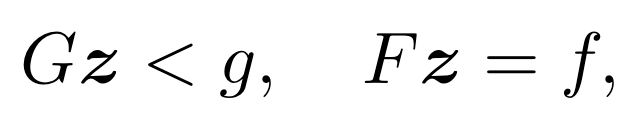 G𝒛 < g, F𝒛 = f,